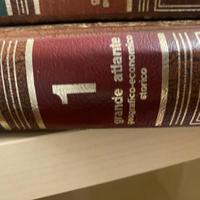 1
grande atlante
geografico-economico
storico